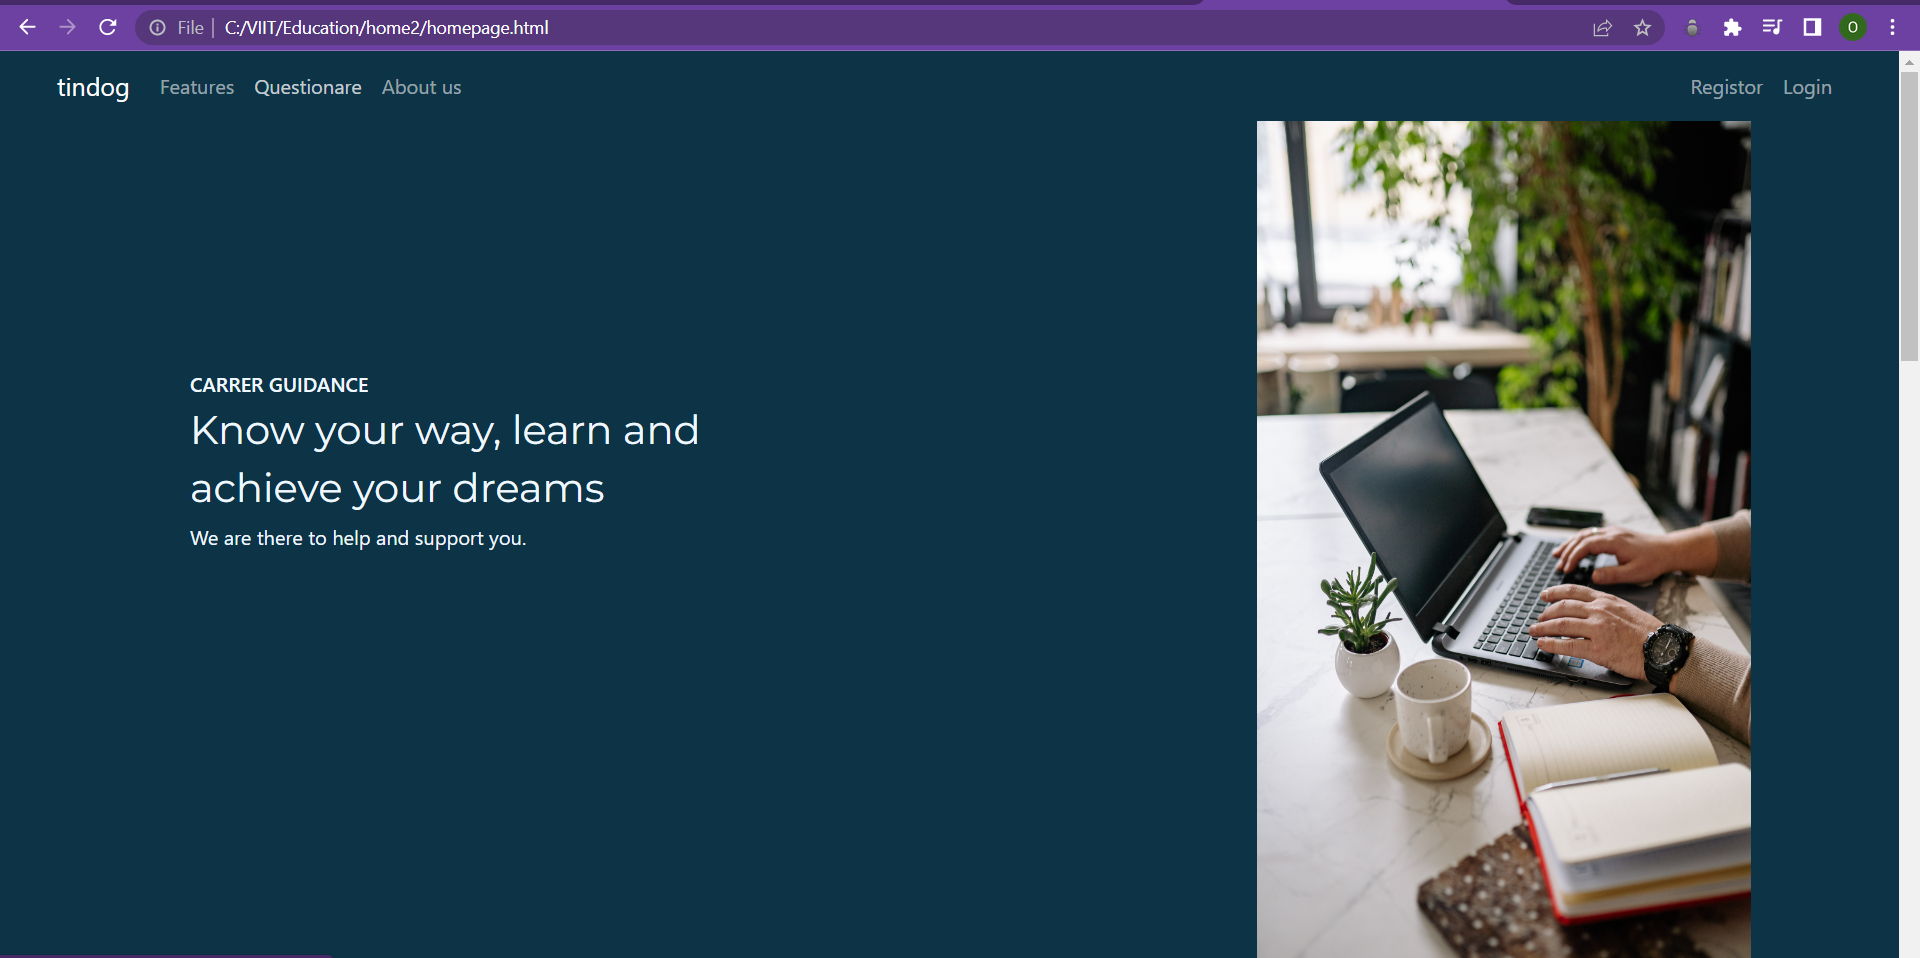 File | C:/VIIT/Education/home2/homepage.html
O
tindog Features Questionare About us Registor Login
CARRER GUIDANCE
Know your way, learn and
achieve your dreams
We are there to help and support you.